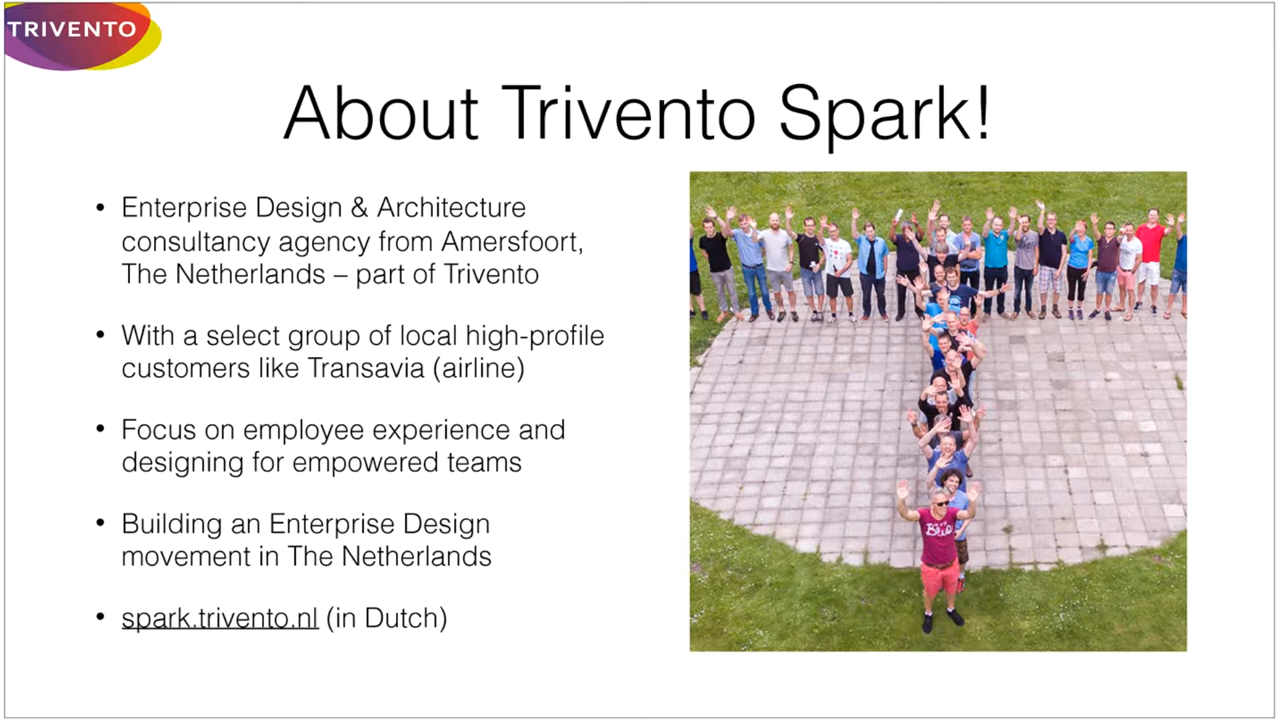 TRIVENTO
About Trivento Spark!
• Enterprise Design & Architecture
consultancy agency from Amersfoort,
The Netherlands – part of Trivento
• With a select group of local high-profile
customers like Transavia (airline)
• Focus on employee experience and
designing for empowered teams
• Building an Enterprise Design
movement in The Netherlands
• spark.trivento.nl (in Dutch)
Blue